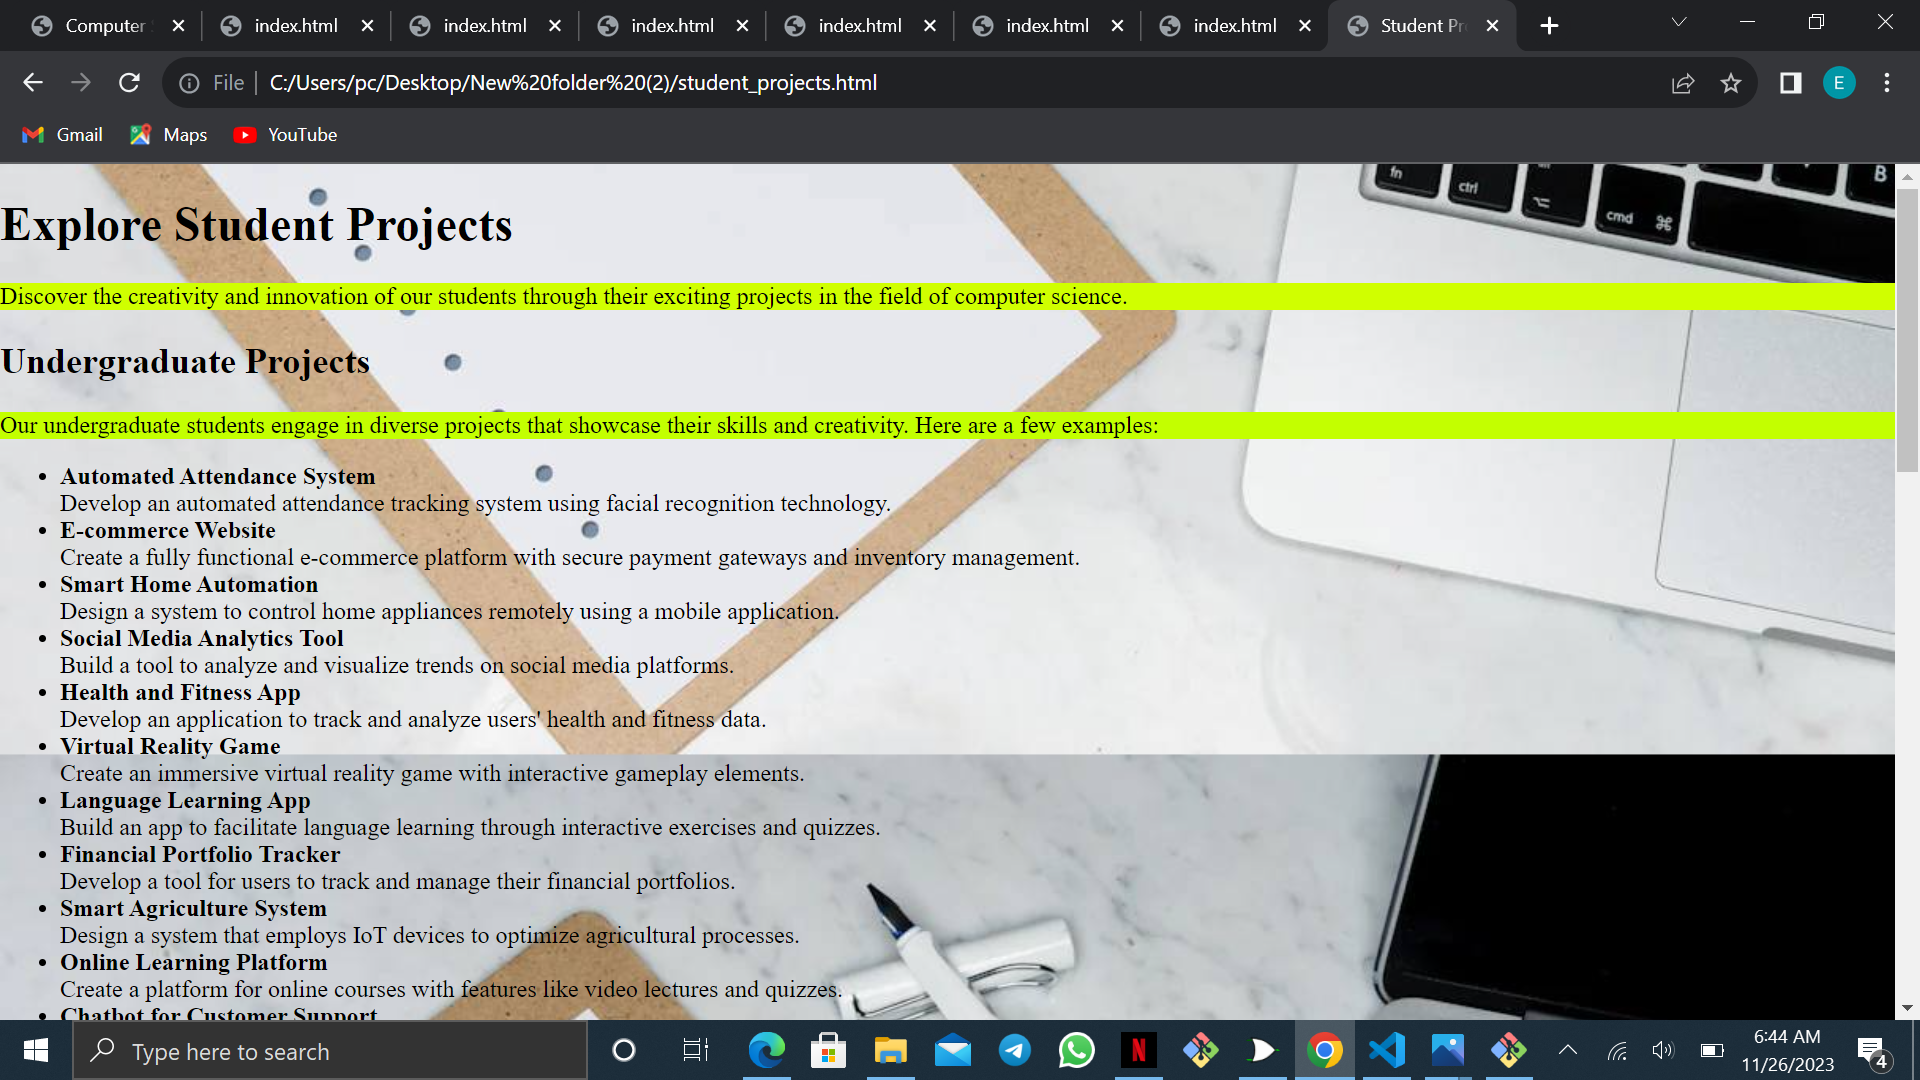 Computer
index.html
index.html
index.html
index.html
index.html
index.html
Student Pr
File
C:/Users/pc/Desktop/New%20folder%20(2)/student_projects.html
E
Gmail
Maps
YouTube
fn
ctrl
cmd
B
Explore Student Projects
Discover the creativity and innovation of our students through their exciting projects in the field of computer science.
Undergraduate Projects
Our undergraduate students engage in diverse projects that showcase their skills and creativity. Here are a few examples:
• Automated Attendance System
Develop an automated attendance tracking system using facial recognition technology.
• E-commerce Website
Create a fully functional e-commerce platform with secure payment gateways and inventory management.
• Smart Home Automation
Design a system to control home appliances remotely using a mobile application.
• Social Media Analytics Tool
Build a tool to analyze and visualize trends on social media platforms.
• Health and Fitness App
Develop an application to track and analyze users' health and fitness data.
• Virtual Reality Game
Create an immersive virtual reality game with interactive gameplay elements.
• Language Learning App
Build an app to facilitate language learning through interactive exercises and quizzes.
• Financial Portfolio Tracker
Develop a tool for users to track and manage their financial portfolios.
• Smart Agriculture System
Design a system that employs IoT devices to optimize agricultural processes.
• Online Learning Platform
Create a platform for online courses with features like video lectures and quizzes.
• Chatbot for Customer Support
Type here to search
N
6:44 AM
11/26/2023
4